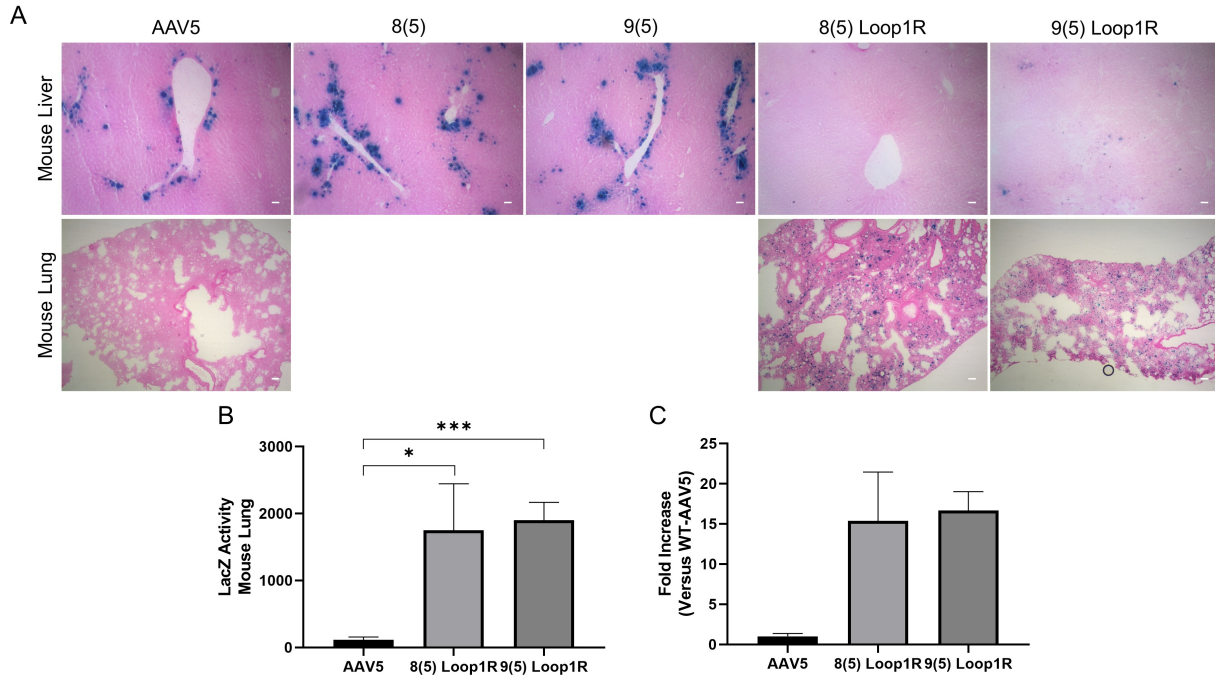 A
AAV5 8(5) 9(5) 8(5) Loop1R 9(5) Loop1R
Mouse Liver
Mouse Lung
B
LacZ Activity
Mouse Lung
3000
2000
1000
0
***
*
AAV5 8(5) Loop1R 9(5) Loop1R
C
Fold Increase
(Versus WT-AAV5)
25
20
15
10
5
0
AAV5 8(5) Loop1R 9(5) Loop1R